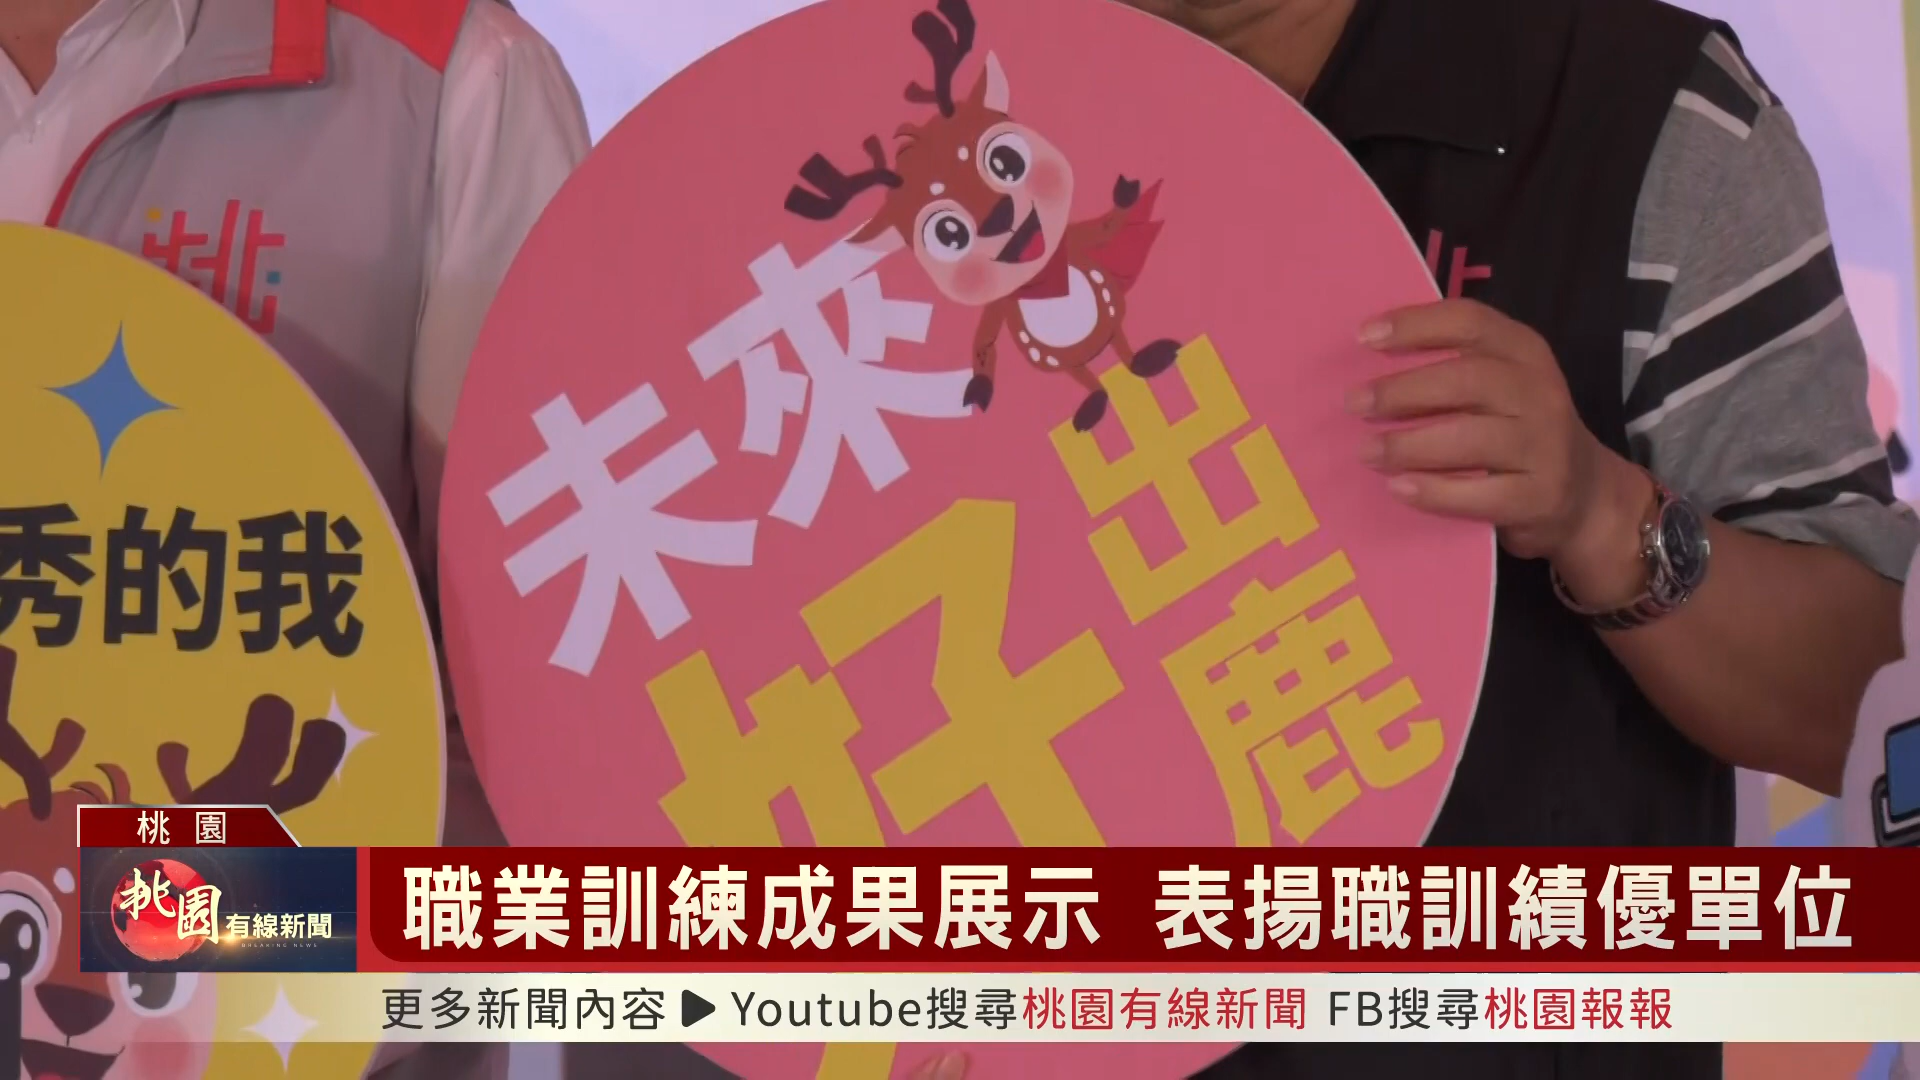 桃
未來
好出鹿
秀的我
桃園
桃園有線新聞
BREAKING NEWS
職業訓練成果展示 表揚職訓績優單位
更多新聞內容▶Youtube搜尋桃園有線新聞 FB搜尋桃園報報